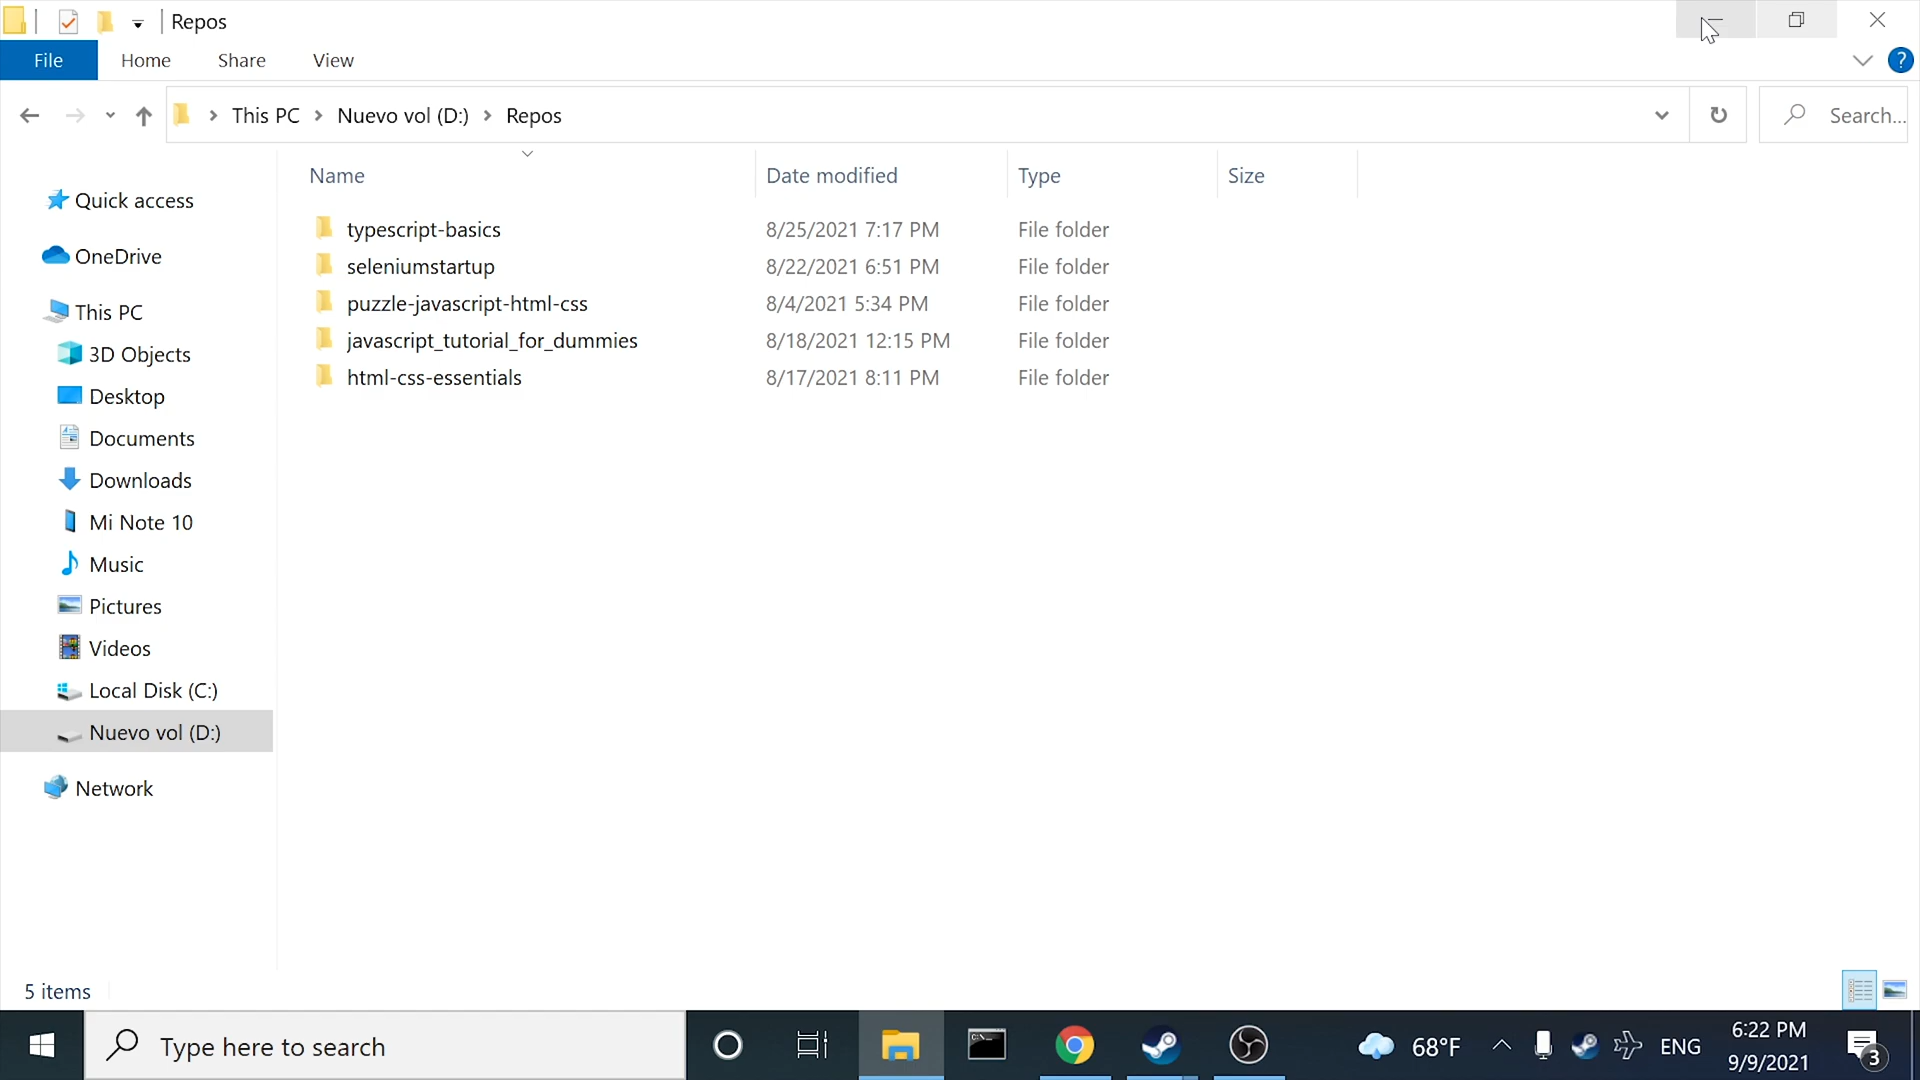 Repos
File Home Share View
This PC Nuevo vol (D:) Repos
Search...
Name Date modified Type Size
Quick access
OneDrive
This PC
3D Objects
Desktop
Documents
Downloads
Mi Note 10
Music
Pictures
Videos
Local Disk (C:)
Nuevo vol (D:)
Network
typescript-basics 8/25/2021 7:17 PM File folder
seleniumstartup 8/22/2021 6:51 PM File folder
puzzle-javascript-html-css 8/4/2021 5:34 PM File folder
javascript_tutorial_for_dummies 8/18/2021 12:15 PM File folder
html-css-essentials 8/17/2021 8:11 PM File folder
5 items
Type here to search
68°F
ENG
6:22 PM
9/9/2021
3